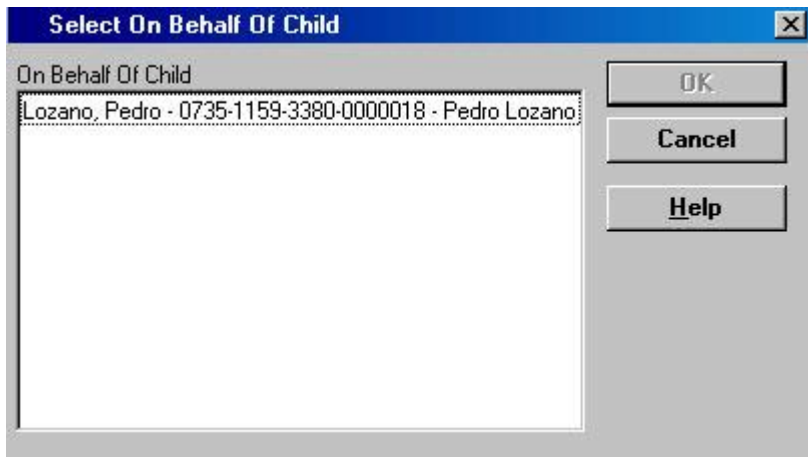 Select On Behalf Of Child
On Behalf Of Child
Lozano, Pedro - 0735-1159-3380-0000018 - Pedro Lozano
OK
Cancel
Help